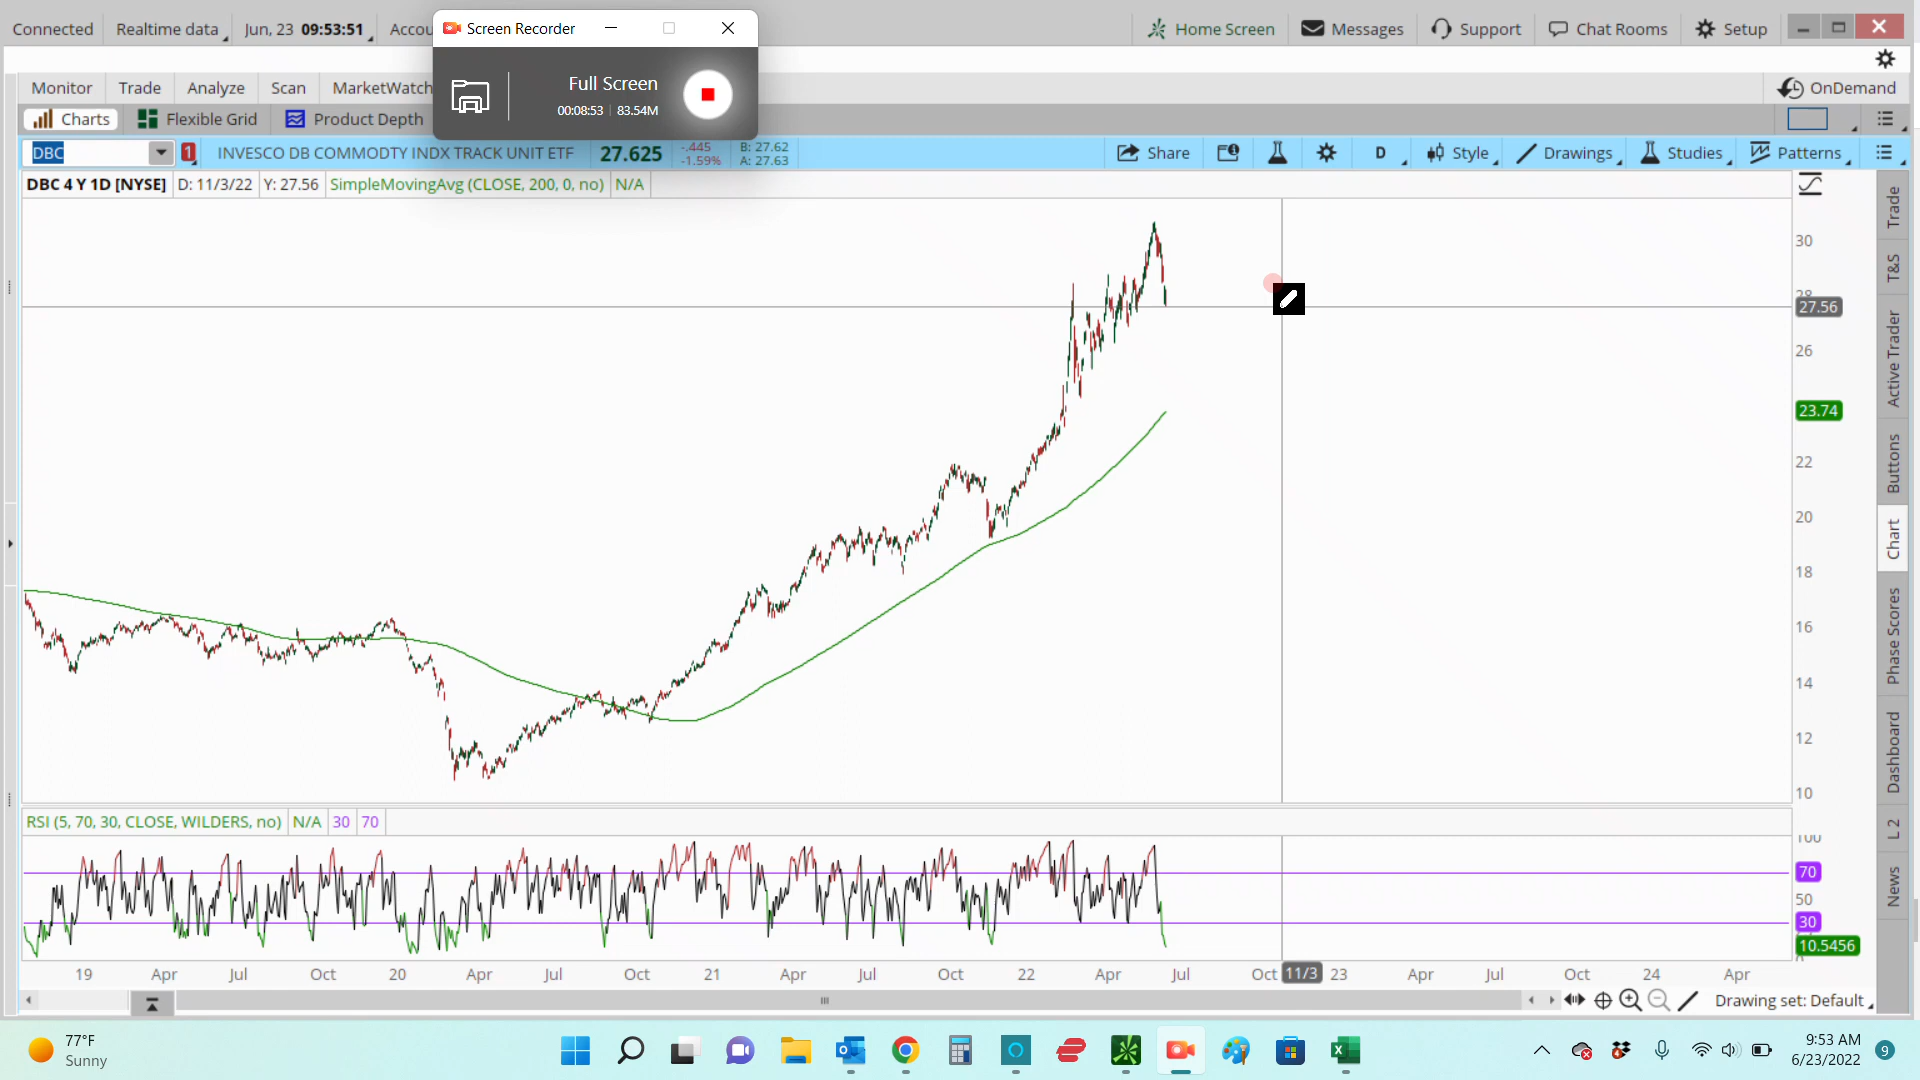 Connected Realtime data Jun, 23 09:53:51 Accou
Screen Recorder
Home Screen Messages Support Chat Rooms Setup
Full Screen
00:08:53 83.54M
Monitor Trade Analyze Scan MarketWatch
OnDemand
Charts Flexible Grid Product Depth
DBC 1 INVESCO DB COMMODTY INDX TRACK UNIT ETF 27.625 -.445 -1.59% B: 27.62 A: 27.63 Share D Style Drawings Studies Patterns
DBC 4 Y 1D [NYSE] D: 11/3/22 Y: 27.56 SimpleMovingAvg (CLOSE, 200, 0, no) N/A
30
28
27.56
26
23.74
22
20
18
16
14
12
10
Trade
T&S
Active Trader
Buttons
Chart
Phase Scores
Dashboard
L 2
News
RSI (5, 70, 30, CLOSE, WILDERS, no) N/A 30 70
100
70
50
30
10.5456
0
19 Apr Jul Oct 20 Apr Jul Oct 21 Apr Jul Oct 22 Apr Jul Oct 11/3 23 Apr Jul Oct 24 Apr
Drawing set: Default
77°F
Sunny
9:53 AM
6/23/2022
9